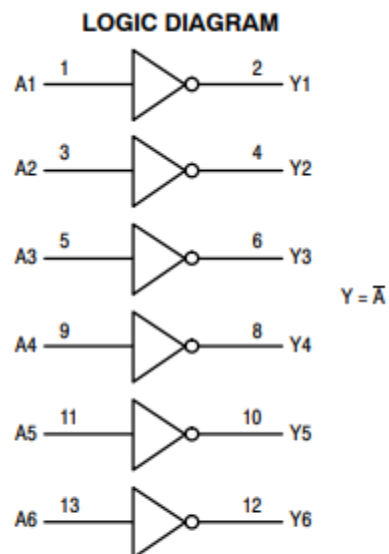 LOGIC DIAGRAM
A1 1 2 Y1
A2 3 4 Y2
A3 5 6 Y3
Y = A̅
A4 9 8 Y4
A5 11 10 Y5
A6 13 12 Y6